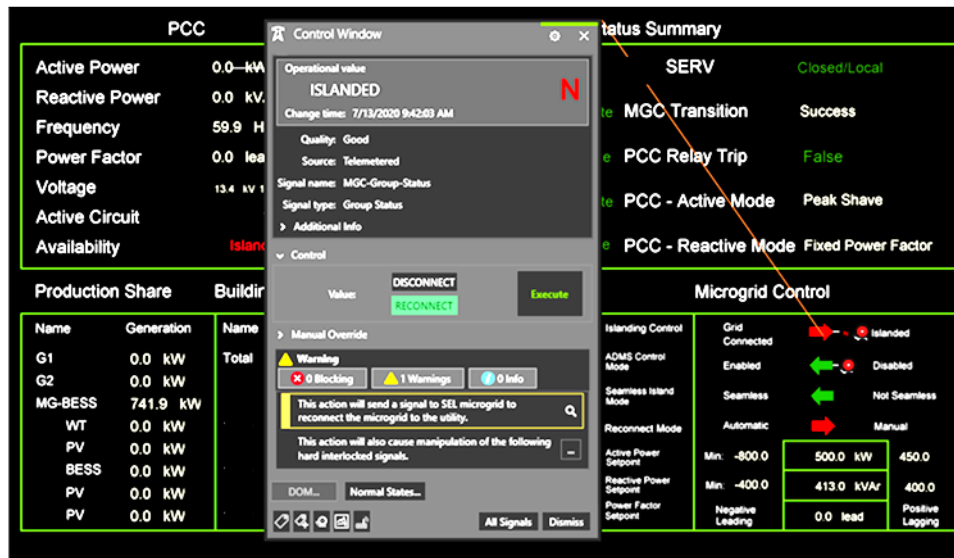 PCC
tatus Summary
Active Power 0.0 kW
Reactive Power 0.0 kV
Frequency 59.9 H
Power Factor 0.0 lea
Voltage 13.4 kV 1
Active Circuit
Availability Island
Control Window
Operational value
ISLANDED
N
Change time: 7/13/2020 9:42:03 AM
Quality: Good
Source: Telemetered
Signal name: MGC-Group-Status
Signal type: Group Status
Additional Info
Control
Value:
DISCONNECT
RECONNECT
Execute
Manual Override
Warning
0 Blocking
1 Warnings
0 Info
This action will send a signal to SEL microgrid to
reconnect the microgrid to the utility.
This action will also cause manipulation of the following
hard interlocked signals.
...
DOM...
Normal States...
All Signals
Dismiss
SERV Closed/Local
te MGC Transition Success
e PCC Relay Trip False
te PCC - Active Mode Peak Shave
e PCC - Reactive Mode Fixed Power Factor
Production Share
Buildin
Name Generation
G1 0.0 kW
G2 0.0 kW
MG-BESS 741.9 kW
WT 0.0 kW
PV 0.0 kW
BESS 0.0 kW
PV 0.0 kW
PV 0.0 kW
Name
Total
Microgrid Control
Islanding Control Grid Connected Islanded
ADMS Control Mode Enabled Disabled
Seamless Island Mode Seamless Not Seamless
Reconnect Mode Automatic Manual
Active Power Setpoint Min: -800.0 500.0 kW 450.0
Reactive Power Setpoint Min: -400.0 413.0 kVAr 400.0
Power Factor Setpoint Negative Leading 0.0 lead Positive Lagging